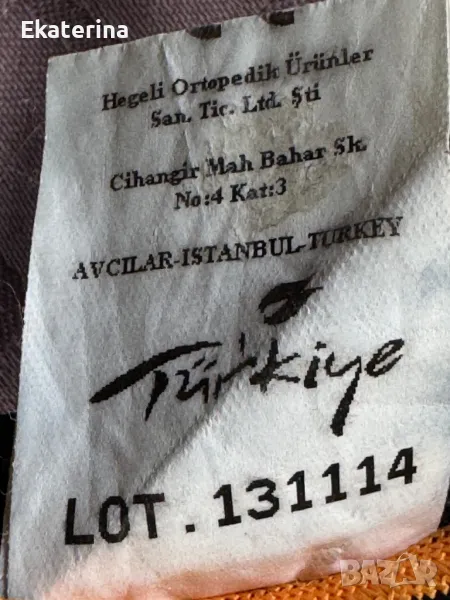 Ekaterina
Hegeli Ortopedik Ürünler
San. Tic. Ltd. Şti
Cihangir Mah Bahar Sk.
No:4 Kat:3
AVCILAR-ISTANBUL-TURKEY
Türkiye
LOT . 131114
BAZAR